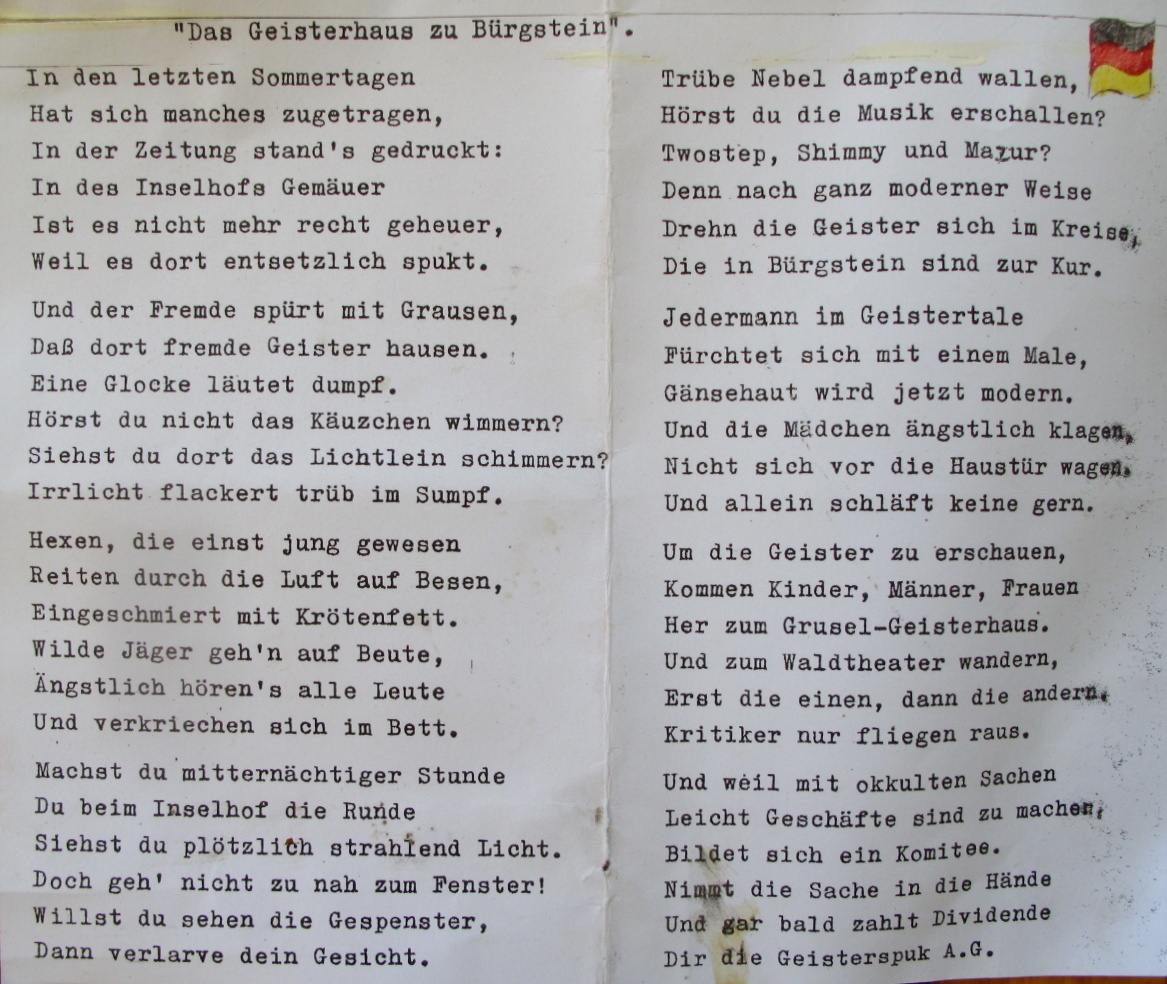 "Das Geisterhaus zu Bürgstein".
In den letzten Sommertagen
Hat sich manches zugetragen,
In der Zeitung stand's gedruckt:
In des Inselhofs Gemäuer
Ist es nicht mehr recht geheuer,
Weil es dort entsetzlich spukt.
Und der Fremde spürt mit Grausen,
Daß dort fremde Geister hausen.
Eine Glocke läutet dumpf.
Hörst du nicht das Käuzchen wimmern?
Siehst du dort das Lichtlein schimmern?
Irrlicht flackert trüb im Sumpf.
Hexen, die einst jung gewesen
Reiten durch die Luft auf Besen,
Eingeschmiert mit Krötenfett.
Wilde Jäger geh'n auf Beute,
Ängstlich hören's alle Leute
Und verkriechen sich im Bett.
Machst du mitternächtiger Stunde
Du beim Inselhof die Runde
Siehst du plötzlich strahlend Licht.
Doch geh' nicht zu nah zum Fenster!
Willst du sehen die Gespenster,
Dann verlarve dein Gesicht.
Trübe Nebel dampfend wallen,
Hörst du die Musik erschallen?
Twostep, Shimmy und Mazur?
Denn nach ganz moderner Weise
Drehn die Geister sich im Kreise,
Die in Bürgstein sind zur Kur.
Jedermann im Geistertale
Fürchtet sich mit einem Male,
Gänsehaut wird jetzt modern.
Und die Mädchen ängstlich klagen,
Nicht sich vor die Haustür wagen.
Und allein schläft keine gern.
Um die Geister zu erschauen,
Kommen Kinder, Männer, Frauen
Her zum Grusel-Geisterhaus.
Und zum Waldtheater wandern,
Erst die einen, dann die andern.
Kritiker nur fliegen raus.
Und weil mit okkulten Sachen
Leicht Geschäfte sind zu machen,
Bildet sich ein Komitee.
Nimmt die Sache in die Hände
Und gar bald zahlt Dividende
Dir die Geisterspuk A.G.